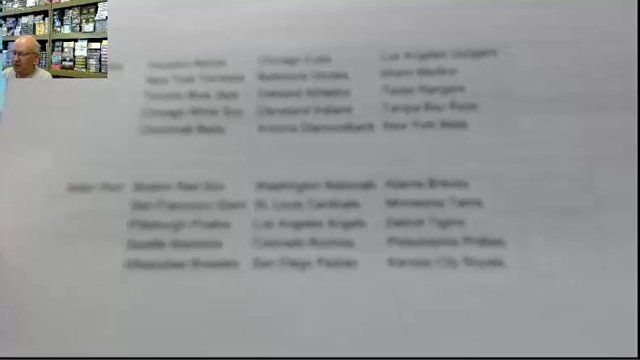 Houston Astros Chicago Cubs Los Angeles Dodgers
New York Yankees Baltimore Orioles Miami Marlins
Toronto Blue Jays Oakland Athletics Texas Rangers
Chicago White Sox Cleveland Indians Tampa Bay Rays
Cincinnati Reds Arizona Diamondbacks New York Mets
Boston Red Sox Washington Nationals Atlanta Braves
San Francisco Giants St. Louis Cardinals Minnesota Twins
Pittsburgh Pirates Los Angeles Angels Detroit Tigers
Seattle Mariners Colorado Rockies Philadelphia Phillies
Milwaukee Brewers San Diego Padres Kansas City Royals